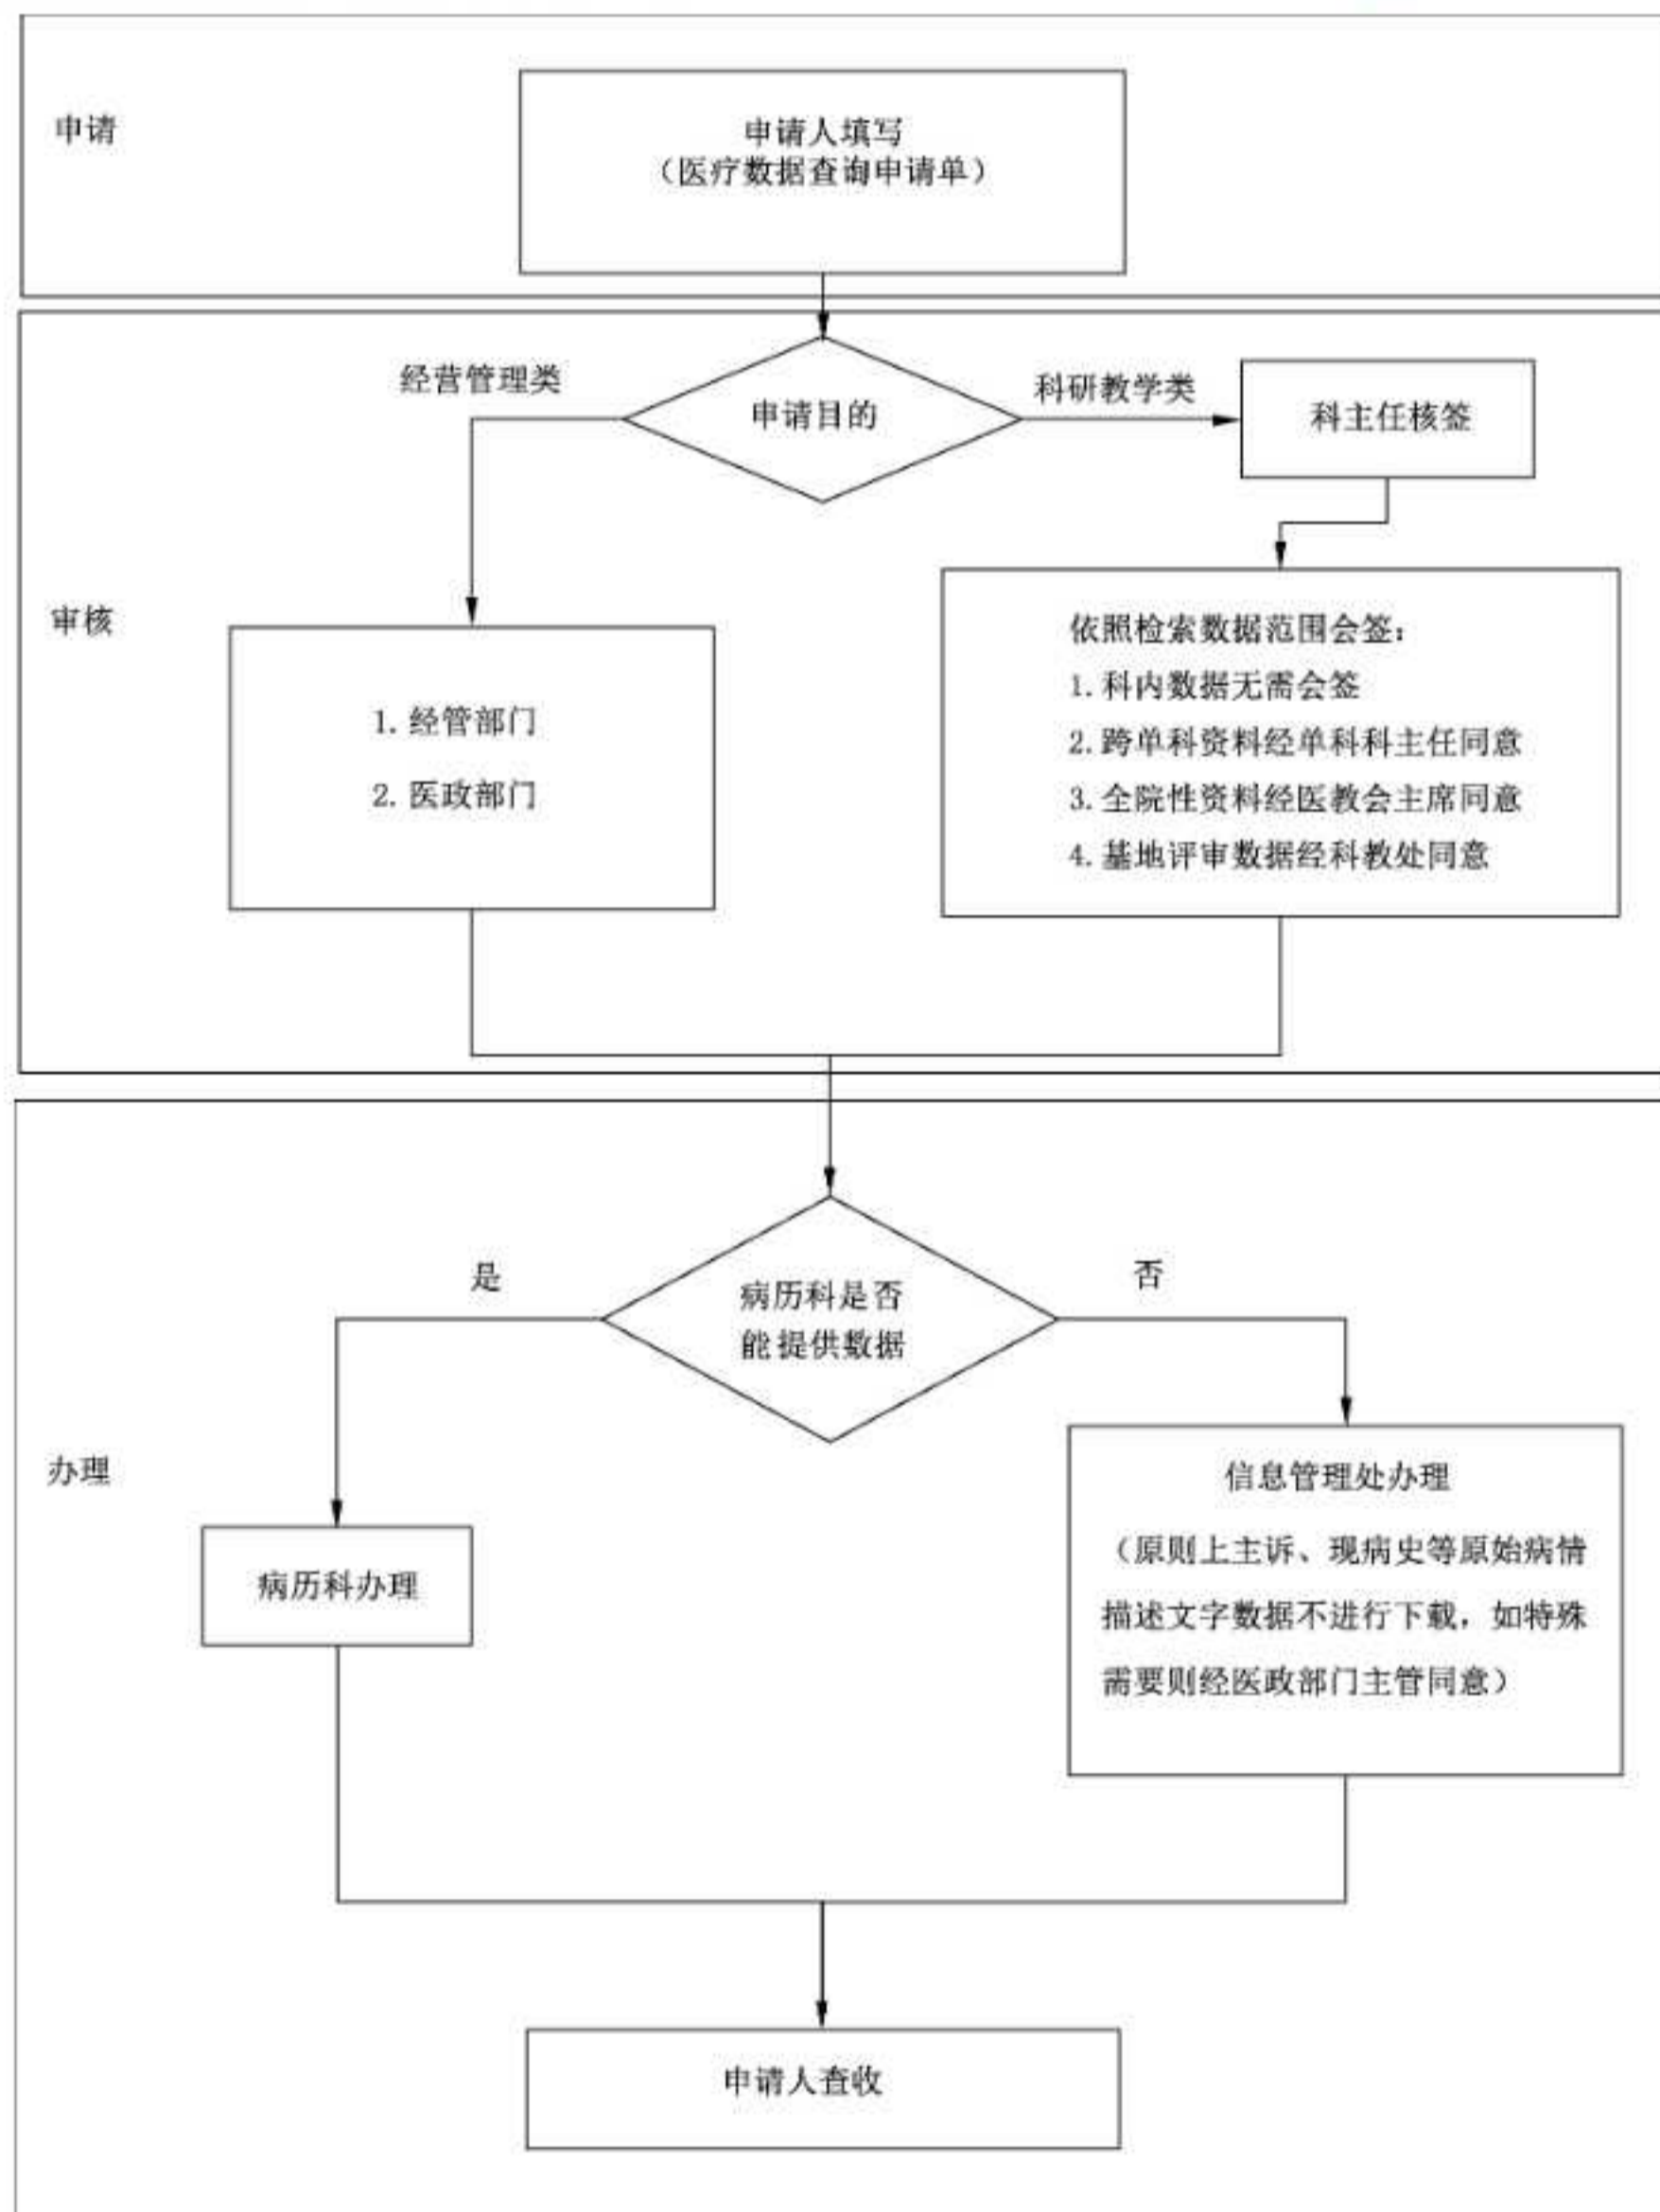 申请
申请人填写
（医疗数据查询申请单）
经营管理类
申请目的
科研教学类
科主任核签
审核
1. 经管部门
2. 医政部门
依照检索数据范围会签：
1. 科内数据无需会签
2. 跨单科资料经单科科主任同意
3. 全院性资料经医教会主席同意
4. 基地评审数据经科教处同意
是
病历科是否
能提供数据
否
办理
病历科办理
信息管理处办理
（原则上主诉、现病史等原始病情
描述文字数据不进行下载，如特殊
需要则经医政部门主管同意）
申请人查收